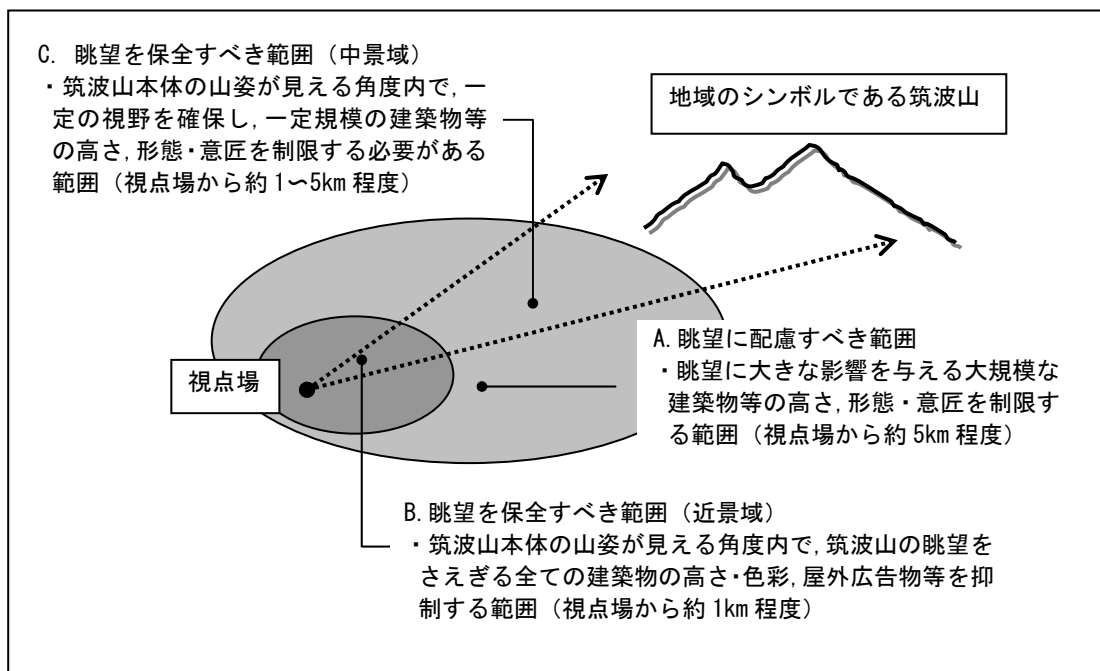 C. 眺望を保全すべき範囲（中景域）
・筑波山本体の山姿が見える角度内で，一
定の視野を確保し，一定規模の建築物等
の高さ，形態・意匠を制限する必要がある
範囲（視点場から約1～5km程度）
地域のシンボルである筑波山
視点場
A.眺望に配慮すべき範囲
・眺望に大きな影響を与える大規模な
建築物等の高さ，形態・意匠を制限す
る範囲（視点場から約5km程度）
B.眺望を保全すべき範囲（近景域）
・筑波山本体の山姿が見える角度内で，筑波山の眺望を
さえぎる全ての建築物の高さ・色彩，屋外広告物等を抑
制する範囲（視点場から約1km程度）